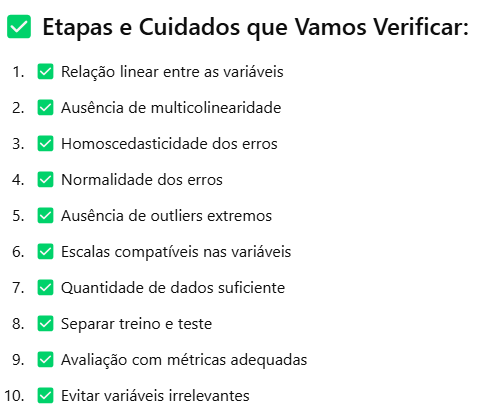 ✅ Etapas e Cuidados que Vamos Verificar:
1. ✅ Relação linear entre as variáveis
2. ✅ Ausência de multicolinearidade
3. ✅ Homoscedasticidade dos erros
4. ✅ Normalidade dos erros
5. ✅ Ausência de outliers extremos
6. ✅ Escalas compatíveis nas variáveis
7. ✅ Quantidade de dados suficiente
8. ✅ Separar treino e teste
9. ✅ Avaliação com métricas adequadas
10. ✅ Evitar variáveis irrelevantes